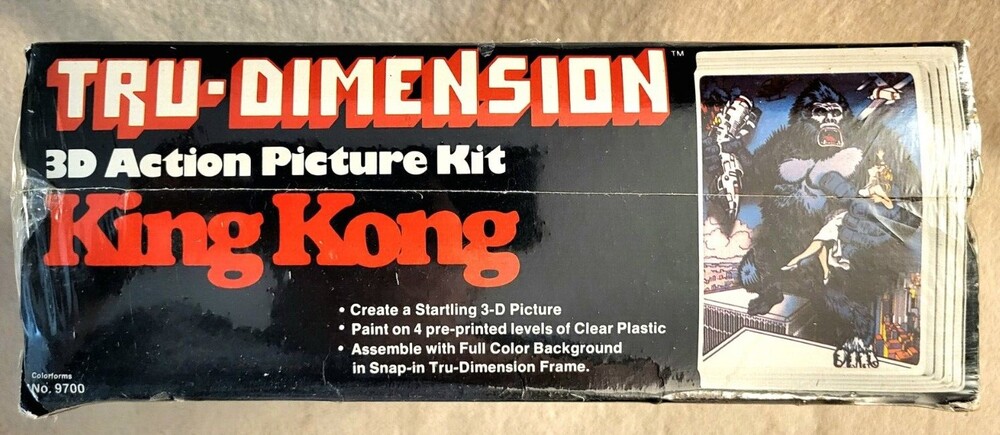 TRU-DIMENSION™
3D Action Picture Kit
King Kong
• Create a Startling 3-D Picture
• Paint on 4 pre-printed levels of Clear Plastic
• Assemble with Full Color Background
in Snap-in Tru-Dimension Frame.
Colorforms
No. 9700